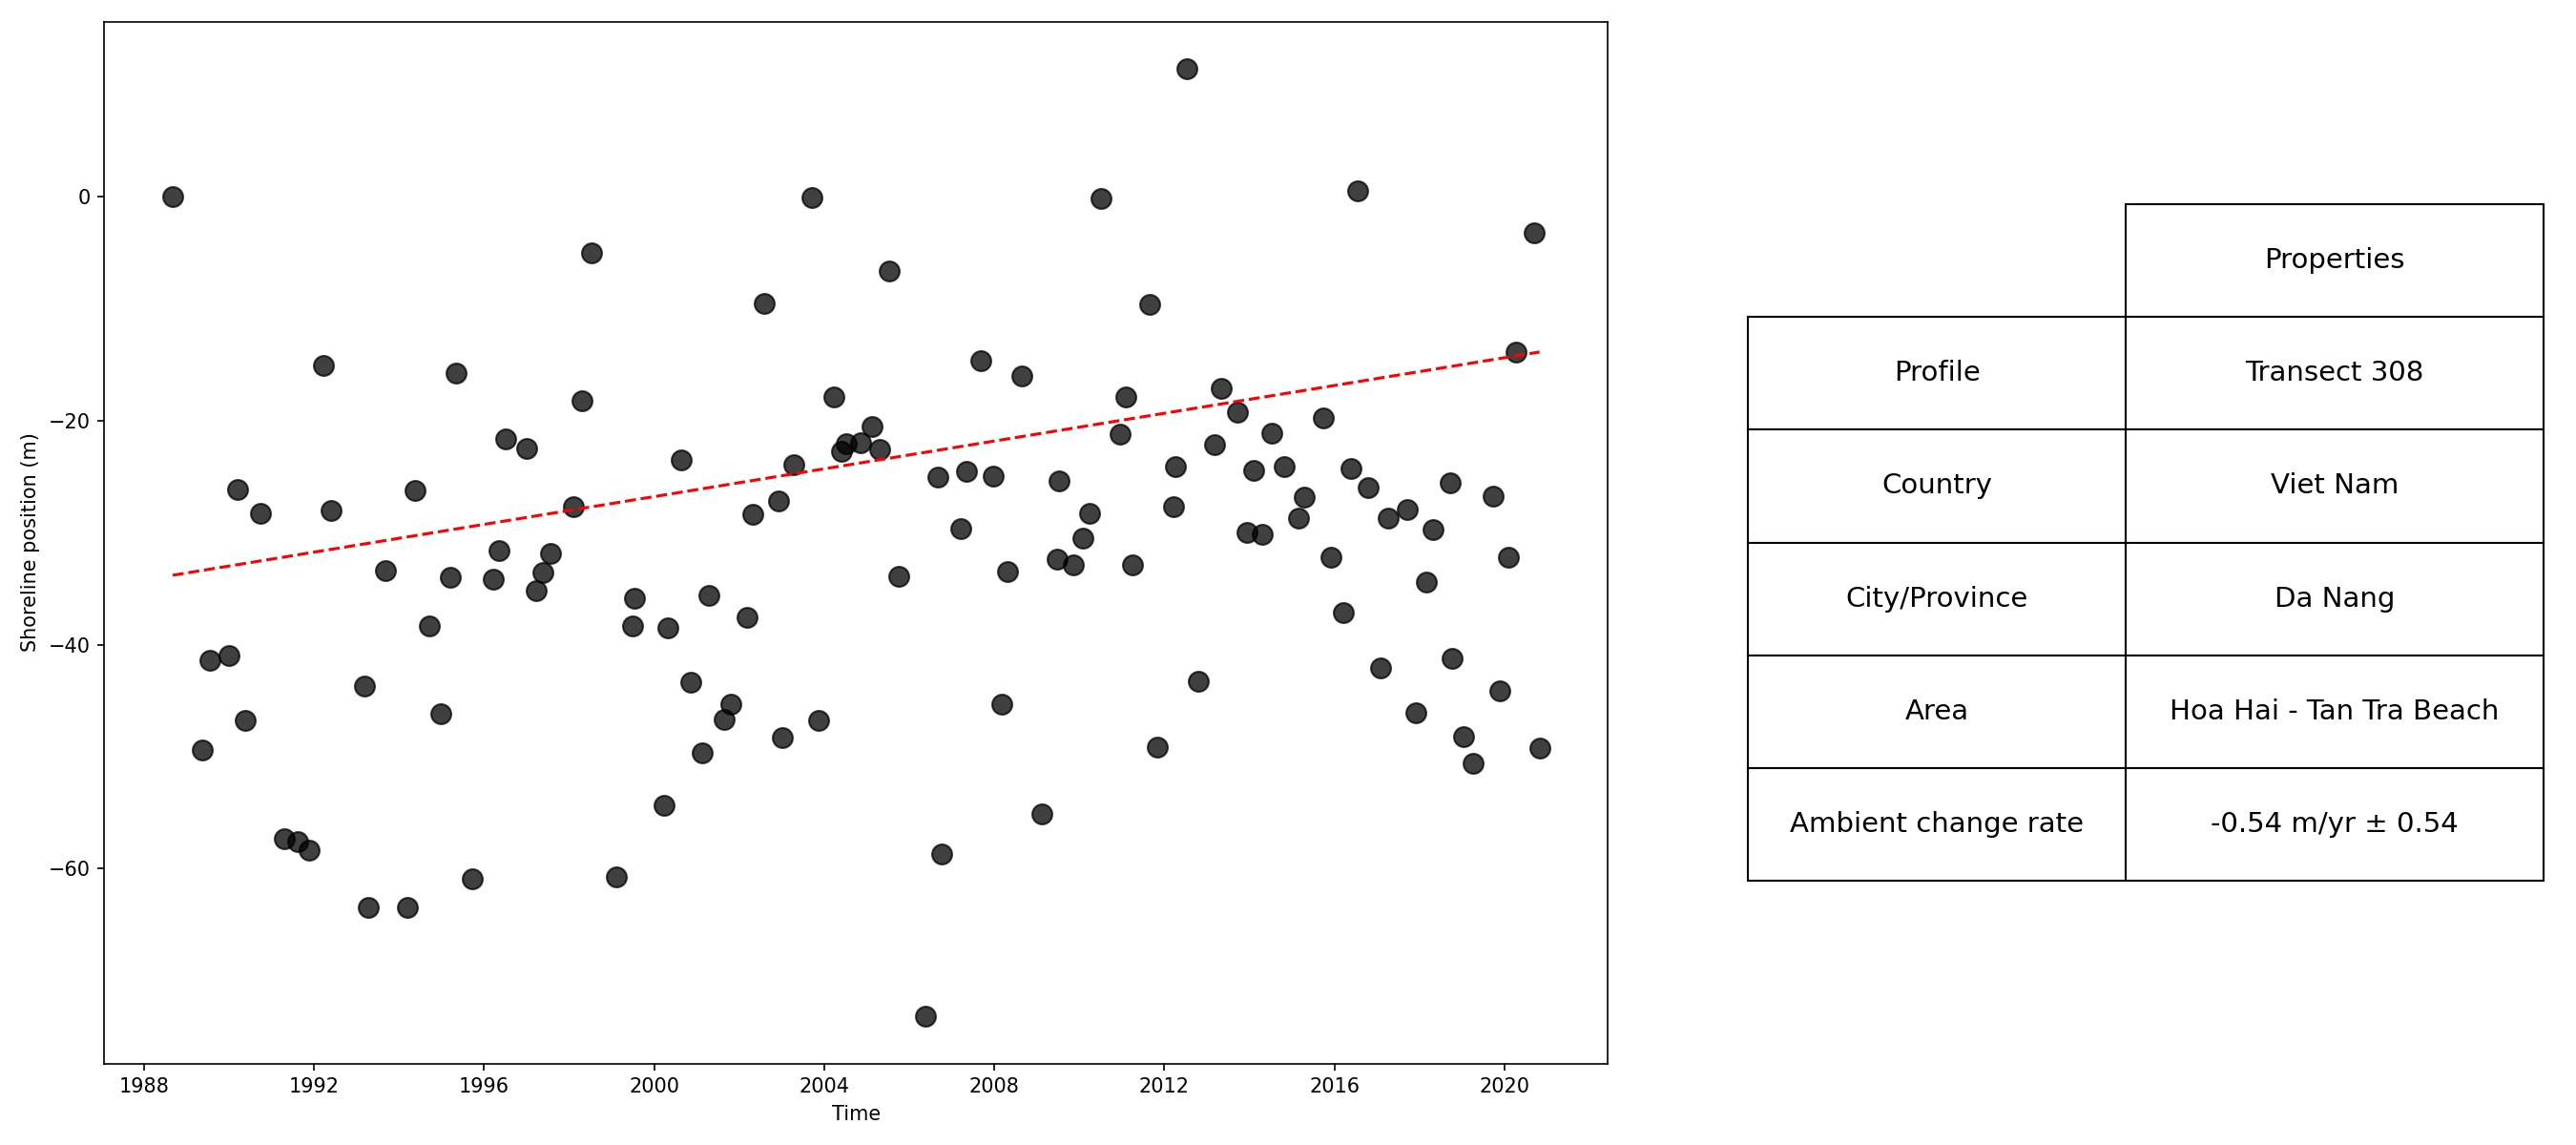 0
−20
−40
−60
Shoreline position (m)
1988 1992 1996 2000 2004 2008 2012 2016 2020
Time
Properties
Profile Transect 308
Country Viet Nam
City/Province Da Nang
Area Hoa Hai - Tan Tra Beach
Ambient change rate -0.54 m/yr ± 0.54